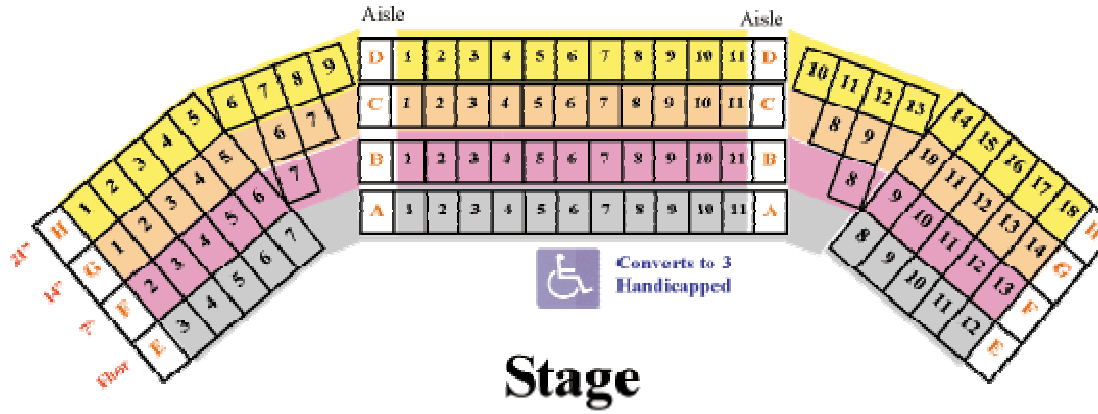 Aisle Aisle
D 1 2 3 4 5 6 7 8 9 10 11 D
C 1 2 3 4 5 6 7 8 9 10 11 C
B 1 2 3 4 5 6 7 8 9 10 11 B
A 1 2 3 4 5 6 7 8 9 10 11 A
H 1 2 3 4 5 6 7 8 9
G 1 2 3 4 5 6 7
F 2 3 4 5 6 7
E 3 4 5 6 7
10 11 12 13 14 15 16 17 18 H
8 9 10 11 12 13 14 G
8 9 10 11 12 13 F
8 9 10 11 12 E
21"
14"
7"
Floor
Converts to 3
Handicapped
Stage